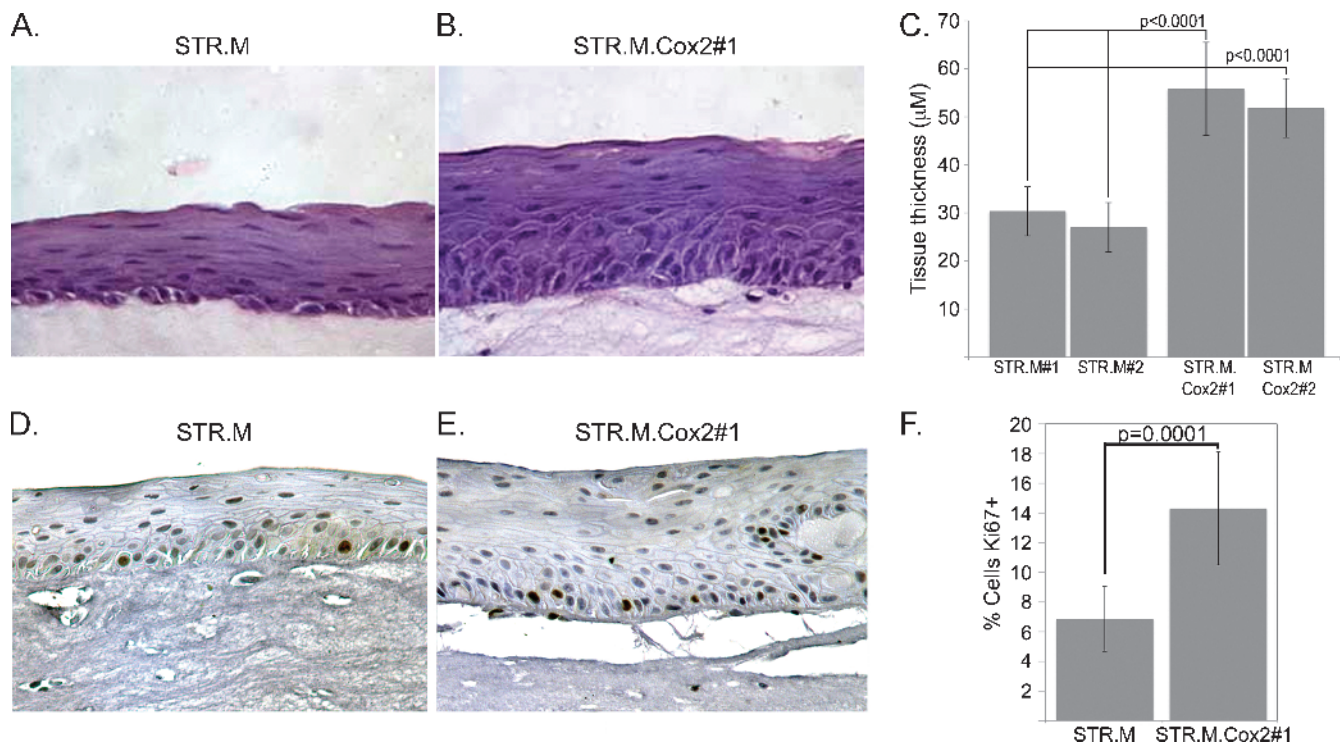 A.
STR.M
B.
STR.M.Cox2#1
C.
Tissue thickness (µM)
70
60
50
40
30
20
10
p<0.0001
p<0.0001
STR.M#1
STR.M#2
STR.M.
Cox2#1
STR.M
Cox2#2
D.
STR.M
E.
STR.M.Cox2#1
F.
% Cells Ki67+
20
18
16
14
12
10
8
6
4
2
p=0.0001
STR.M
STR.M.Cox2#1